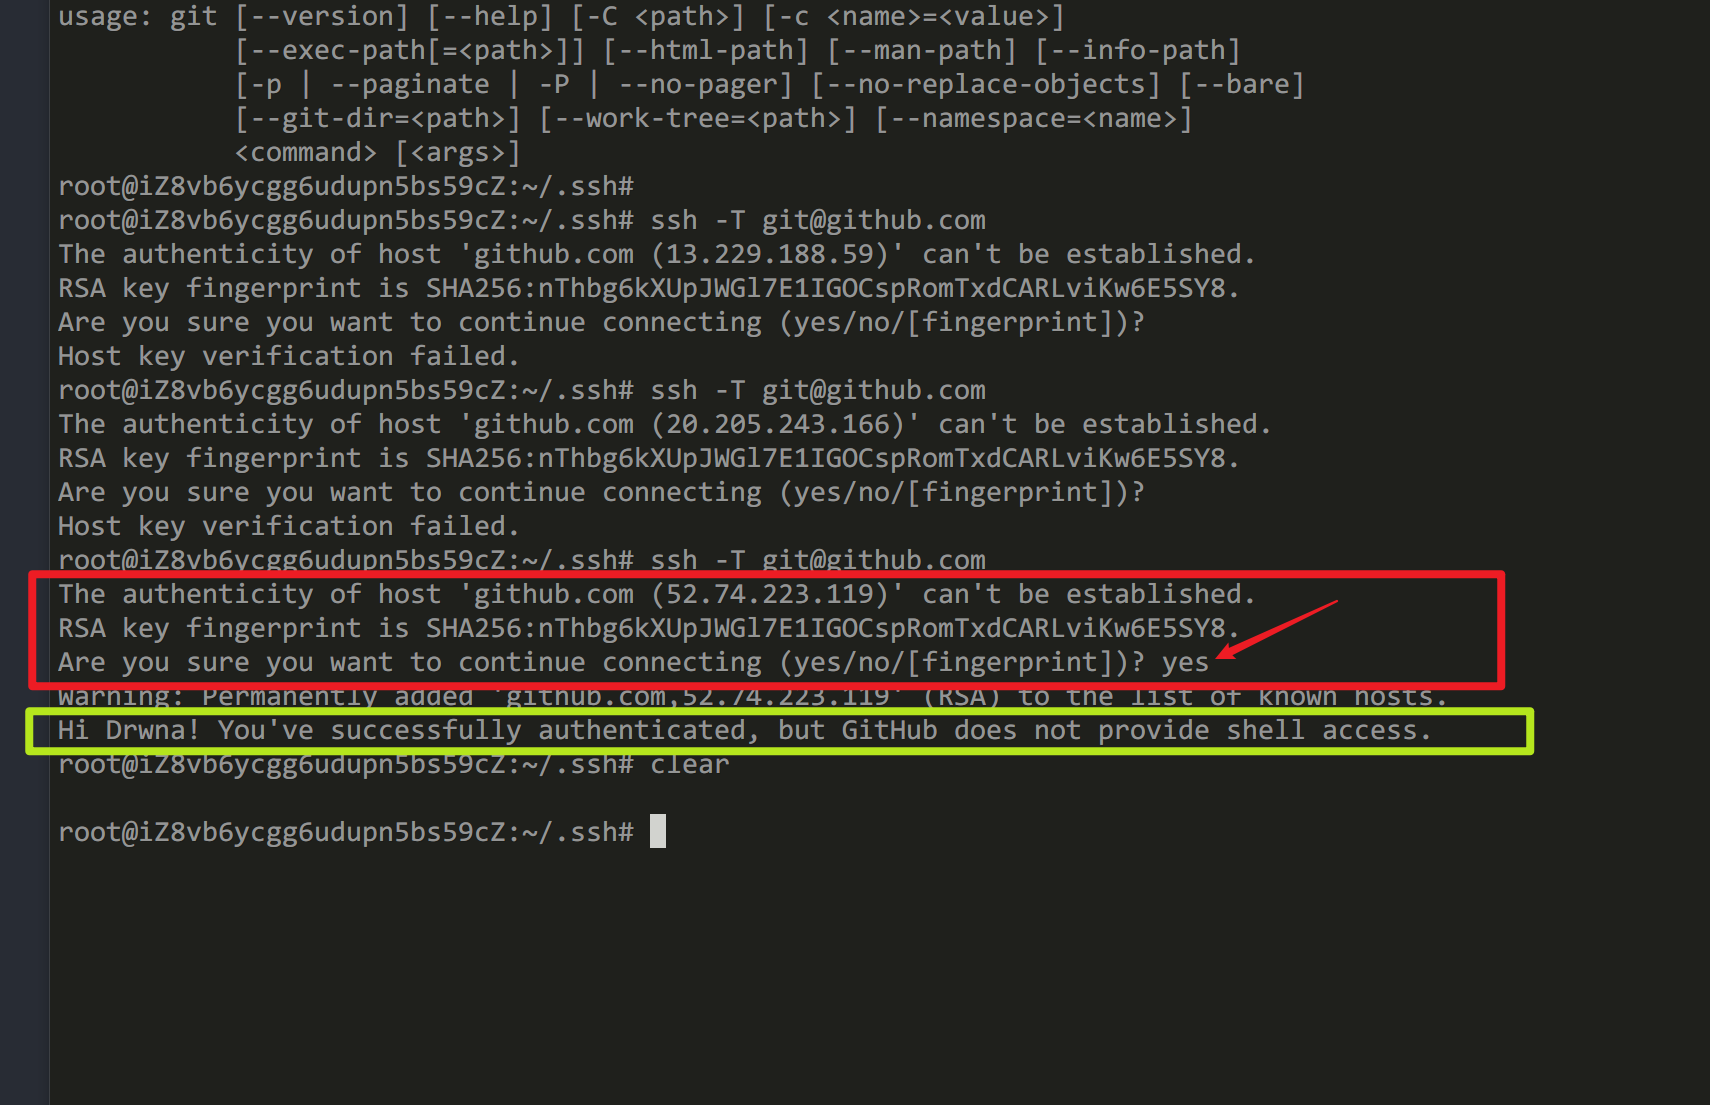 usage: git [--version] [--help] [-C <path>] [-c <name>=<value>]
[--exec-path[=<path>]] [--html-path] [--man-path] [--info-path]
[-p | --paginate | -P | --no-pager] [--no-replace-objects] [--bare]
[--git-dir=<path>] [--work-tree=<path>] [--namespace=<name>]
<command> [<args>]
root@iZ8vb6ycgg6udupn5bs59cZ:~/.ssh#
root@iZ8vb6ycgg6udupn5bs59cZ:~/.ssh# ssh -T git@github.com
The authenticity of host 'github.com (13.229.188.59)' can't be established.
RSA key fingerprint is SHA256:nThbg6kXUpJWGl7E1IGOCspRomTxdCARLviKw6E5SY8.
Are you sure you want to continue connecting (yes/no/[fingerprint])?
Host key verification failed.
root@iZ8vb6ycgg6udupn5bs59cZ:~/.ssh# ssh -T git@github.com
The authenticity of host 'github.com (20.205.243.166)' can't be established.
RSA key fingerprint is SHA256:nThbg6kXUpJWGl7E1IGOCspRomTxdCARLviKw6E5SY8.
Are you sure you want to continue connecting (yes/no/[fingerprint])?
Host key verification failed.
root@iZ8vb6ycgg6udupn5bs59cZ:~/.ssh# ssh -T git@github.com
The authenticity of host 'github.com (52.74.223.119)' can't be established.
RSA key fingerprint is SHA256:nThbg6kXUpJWGl7E1IGOCspRomTxdCARLviKw6E5SY8.
Are you sure you want to continue connecting (yes/no/[fingerprint])? yes
Warning: Permanently added 'github.com,52.74.223.119' (RSA) to the list of known hosts.
Hi Drwna! You've successfully authenticated, but GitHub does not provide shell access.
root@iZ8vb6ycgg6udupn5bs59cZ:~/.ssh# clear
root@iZ8vb6ycgg6udupn5bs59cZ:~/.ssh#